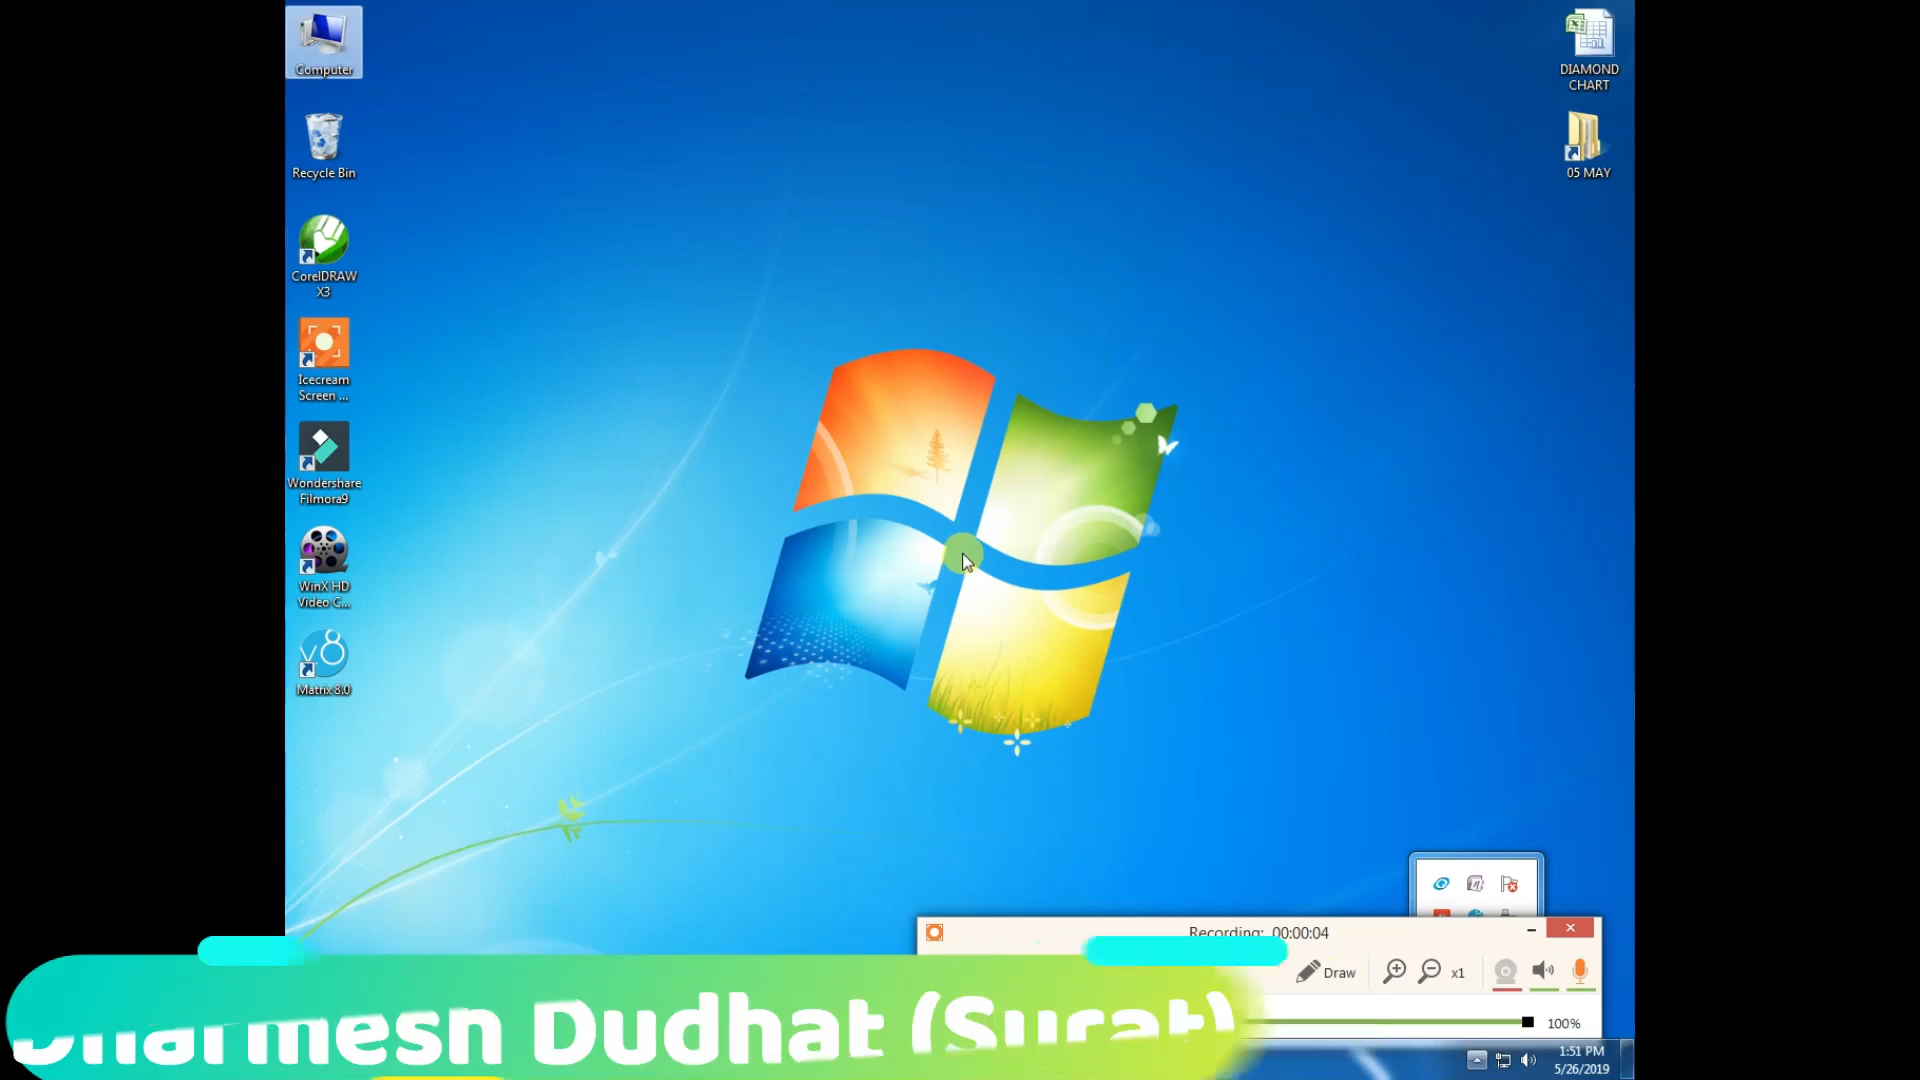 Computer
Recycle Bin
CorelDRAW
X3
Icecream
Screen ...
Wondershare
Filmora9
WinX HD
Video C...
Matrix 8.0
v8
DIAMOND
CHART
05 MAY
Recording: 00:00:04
Draw
x1
100%
Dharmesh Dudhat (Surat)
1:51 PM
5/26/2019